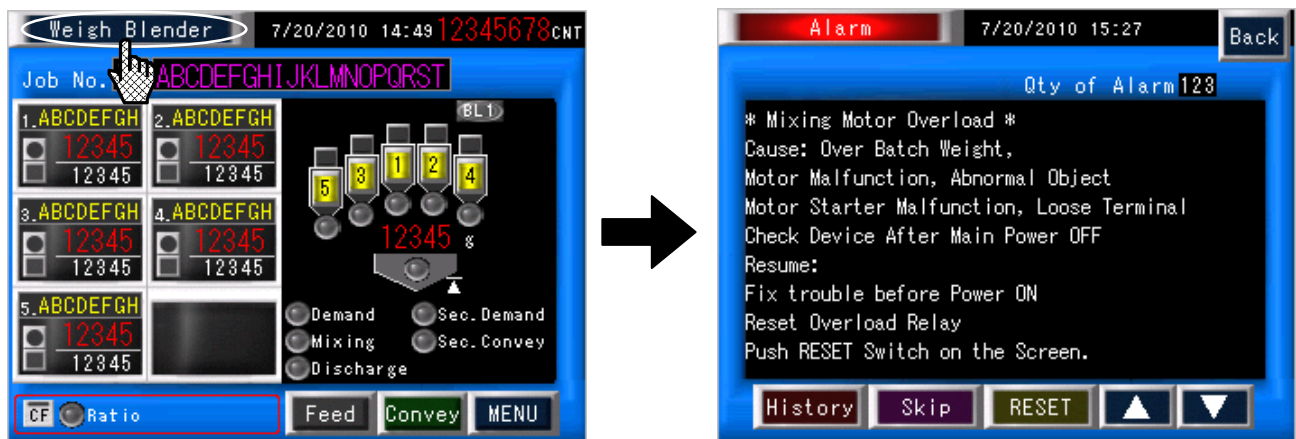 Weigh Blender 7/20/2010 14:49 12345678CNT
Job No. ABCDEFGHIJKLMNOPQRST
1.ABCDEFGH 2.ABCDEFGH
12345 12345
12345 12345
3.ABCDEFGH 4.ABCDEFGH
12345 12345
12345 12345
5.ABCDEFGH
12345
12345
BL1
5 3 1 2 4
12345 g
Demand Sec.Demand
Mixing Sec.Convey
Discharge
CF Ratio Feed Convey MENU
Alarm 7/20/2010 15:27 Back
Qty of Alarm 123
* Mixing Motor Overload *
Cause: Over Batch Weight,
Motor Malfunction, Abnormal Object
Motor Starter Malfunction, Loose Terminal
Check Device After Main Power OFF
Resume:
Fix trouble before Power ON
Reset Overload Relay
Push RESET Switch on the Screen.
History Skip RESET